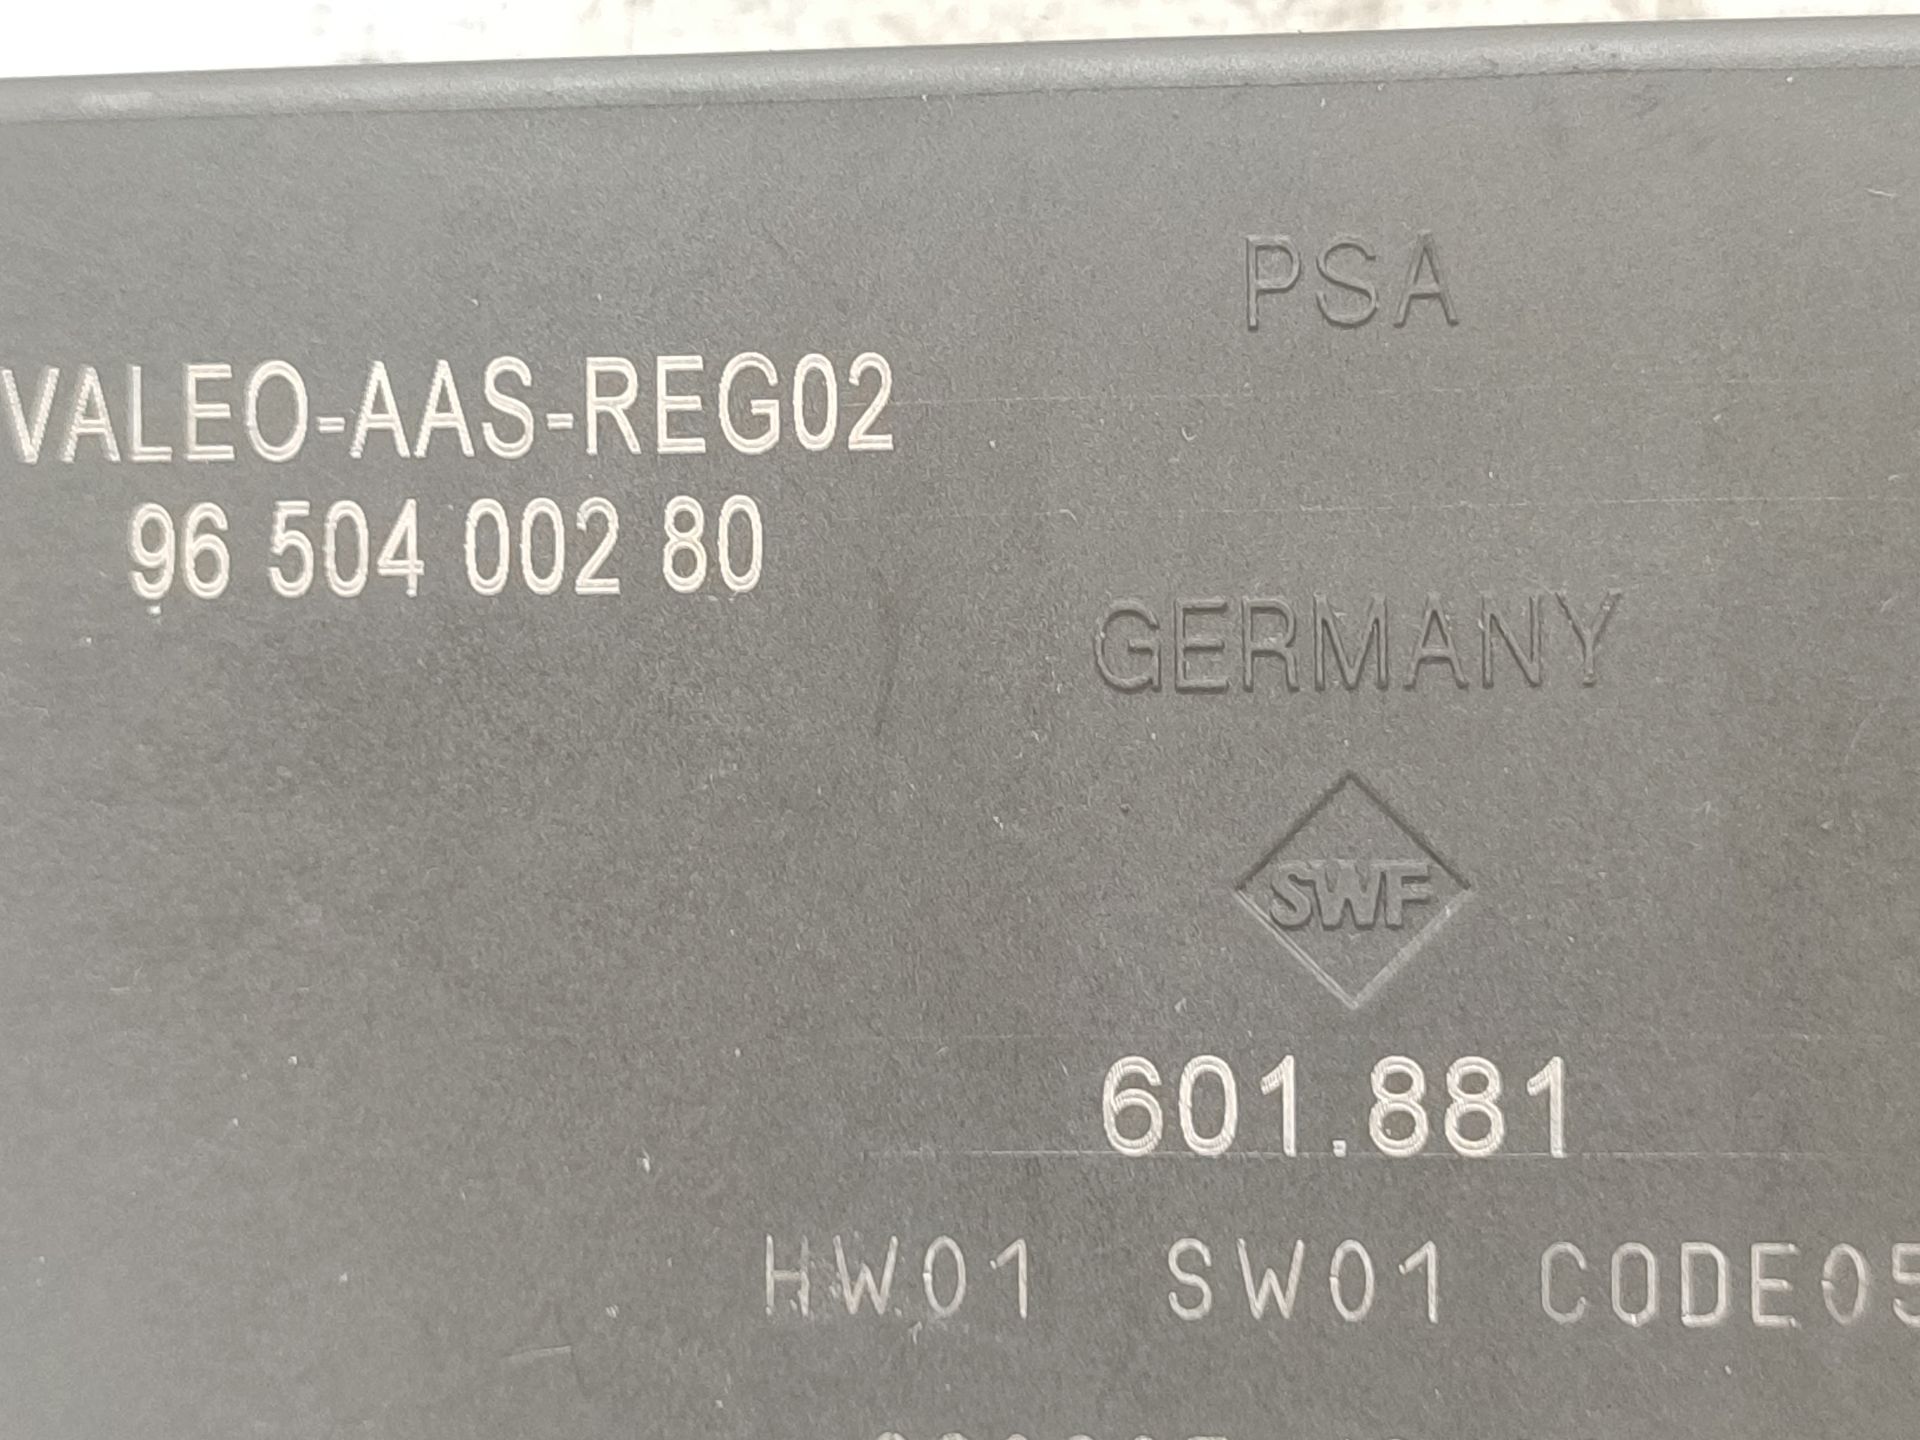 PSA
VALEO-AAS-REG02
96 504 002 80
GERMANY
SWF
601.881
HW01 SW01 CODE05